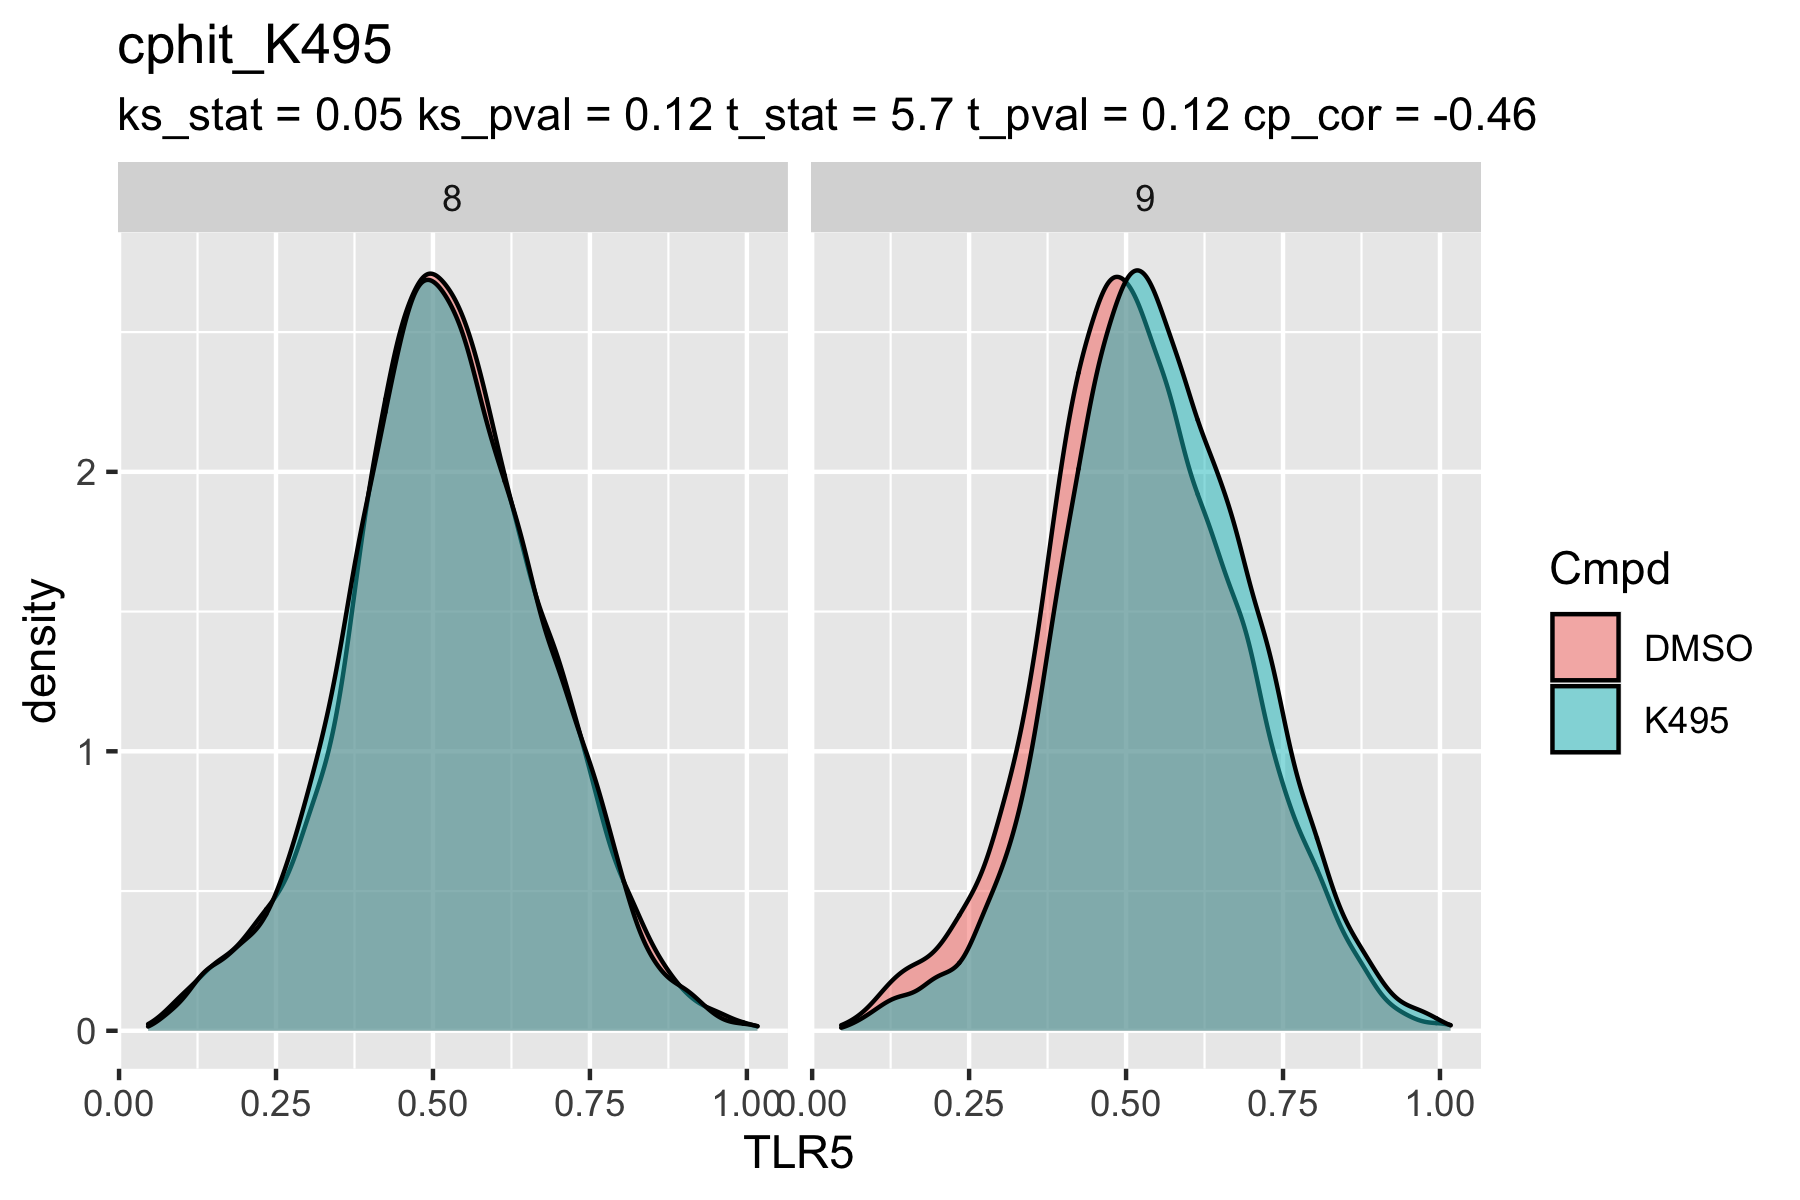 cphit_K495
ks_stat = 0.05 ks_pval = 0.12 t_stat = 5.7 t_pval = 0.12 cp_cor = -0.46
8
9
density
2
1
0
0.00 0.25 0.50 0.75 1.00
0.00 0.25 0.50 0.75 1.00
TLR5
Cmpd
DMSO
K495